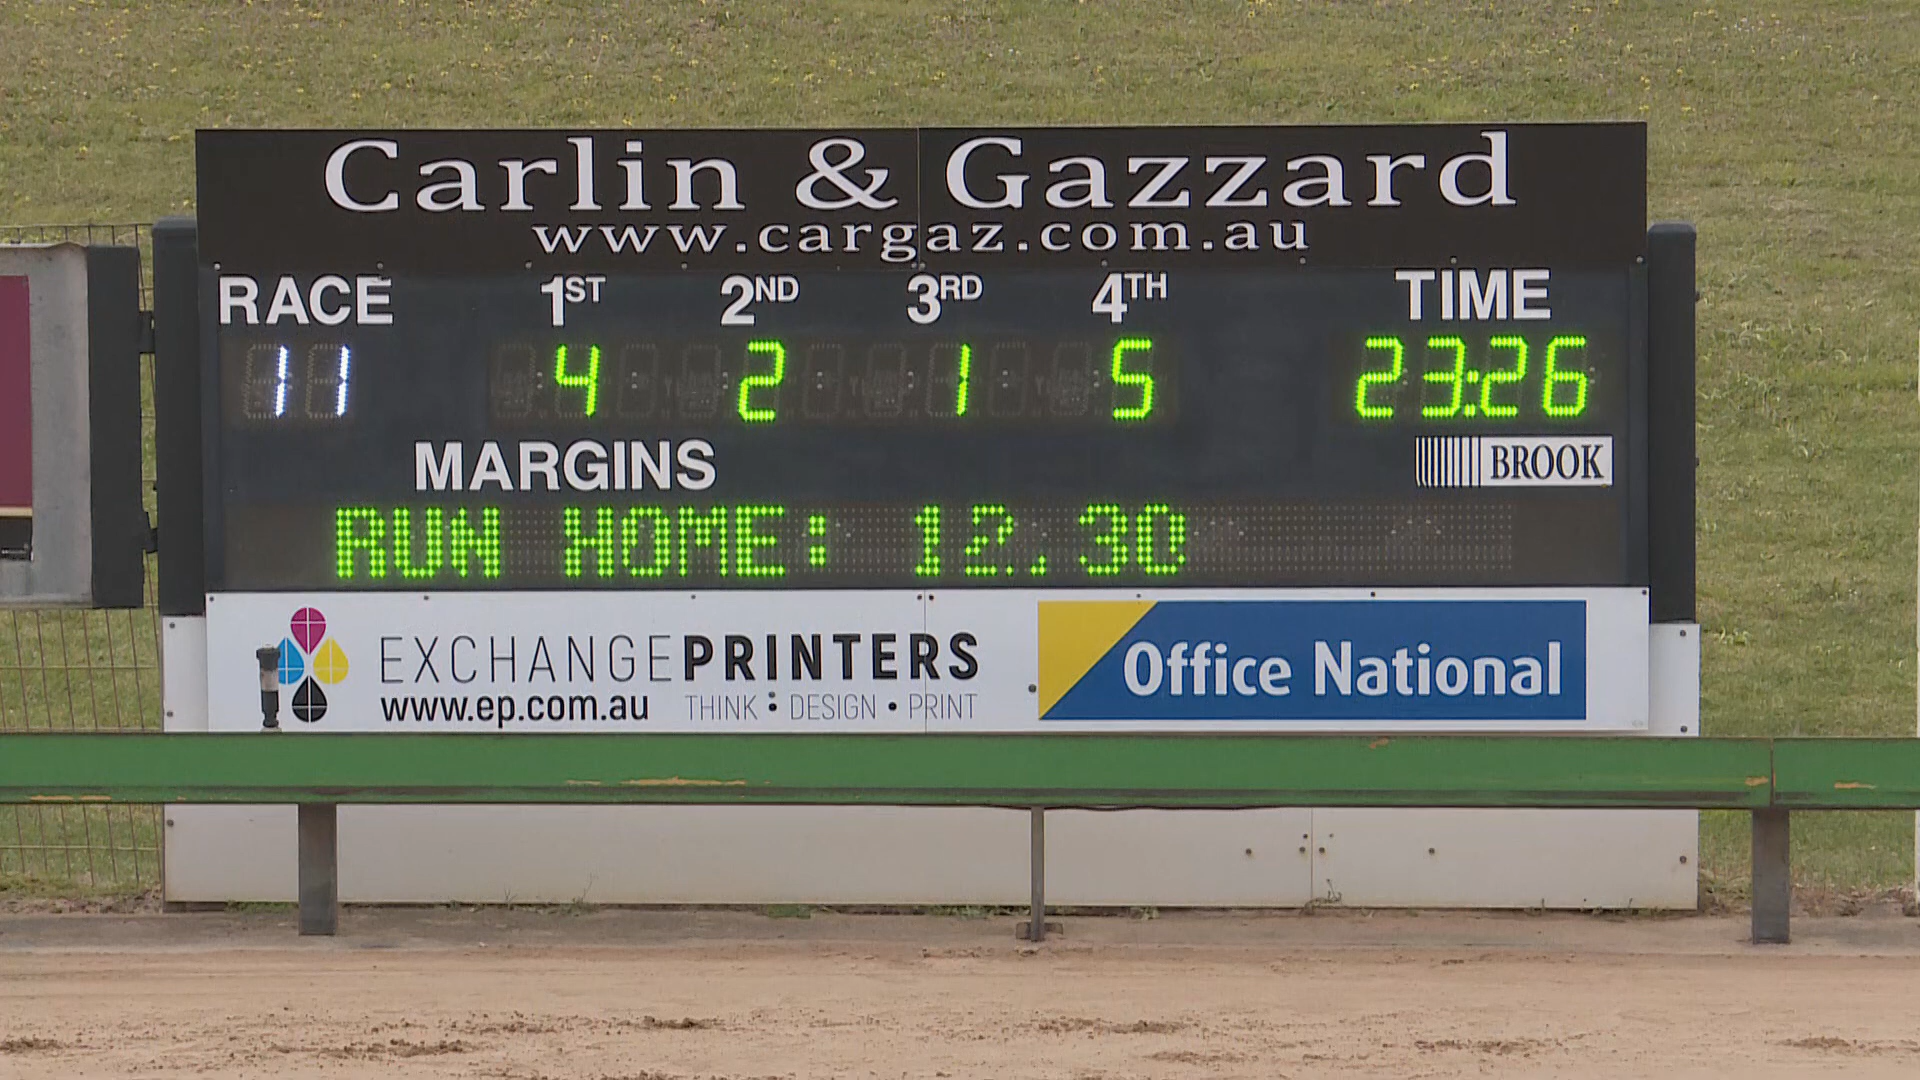 Carlin & Gazzard
www.cargaz.com.au
RACE 1ST 2ND 3RD 4TH TIME
11 4 2 1 5 23:26
MARGINS BROOK
RUN HOME: 12.30
EXCHANGEPRINTERS
www.ep.com.au THINK • DESIGN • PRINT
Office National